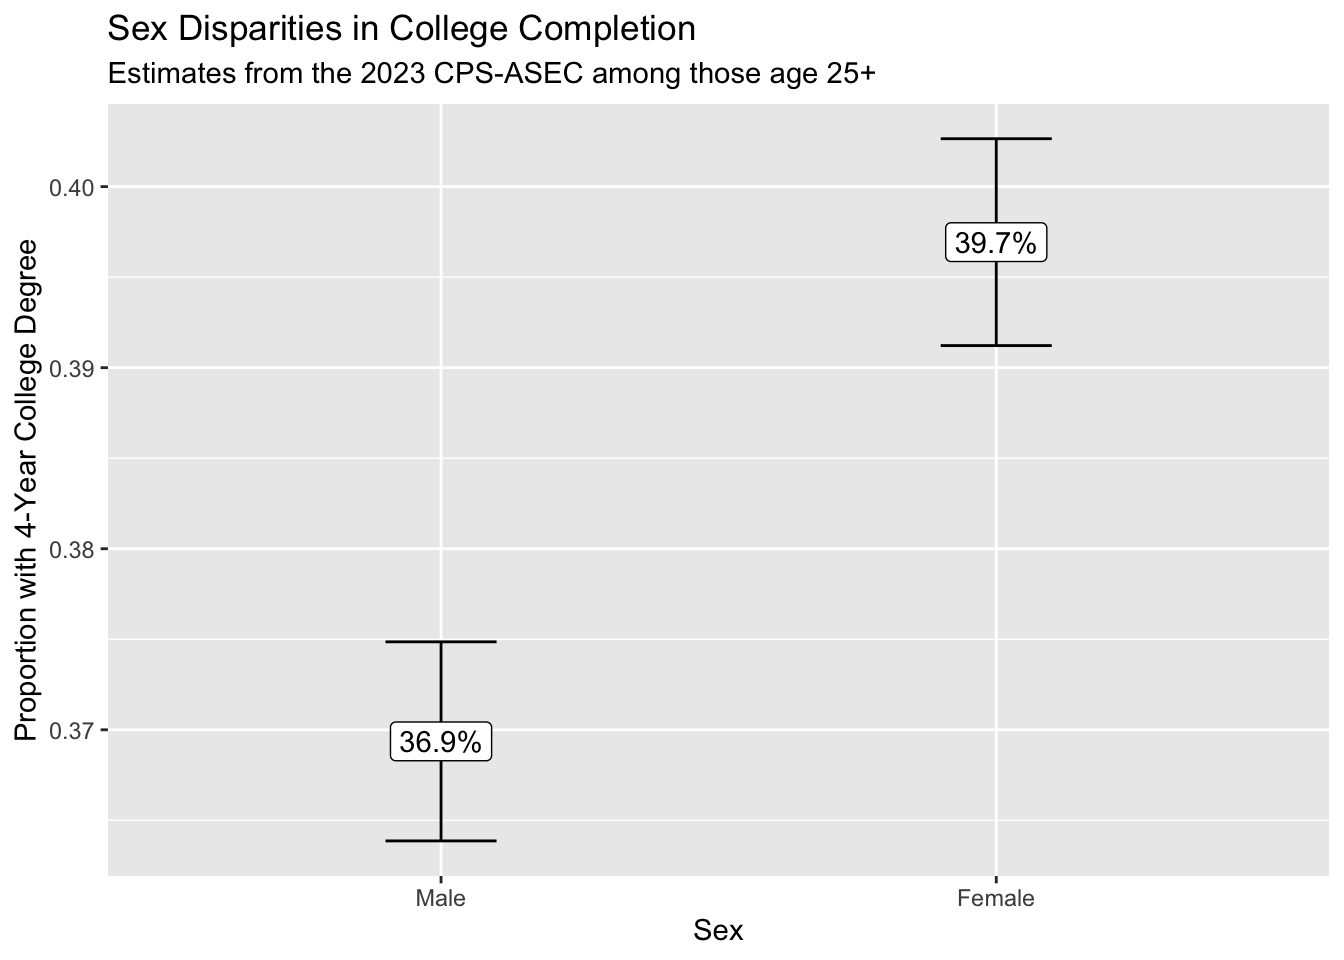 Sex Disparities in College Completion
Estimates from the 2023 CPS-ASEC among those age 25+
Proportion with 4-Year College Degree
0.40
0.39
0.38
0.37
39.7%
36.9%
Male
Female
Sex